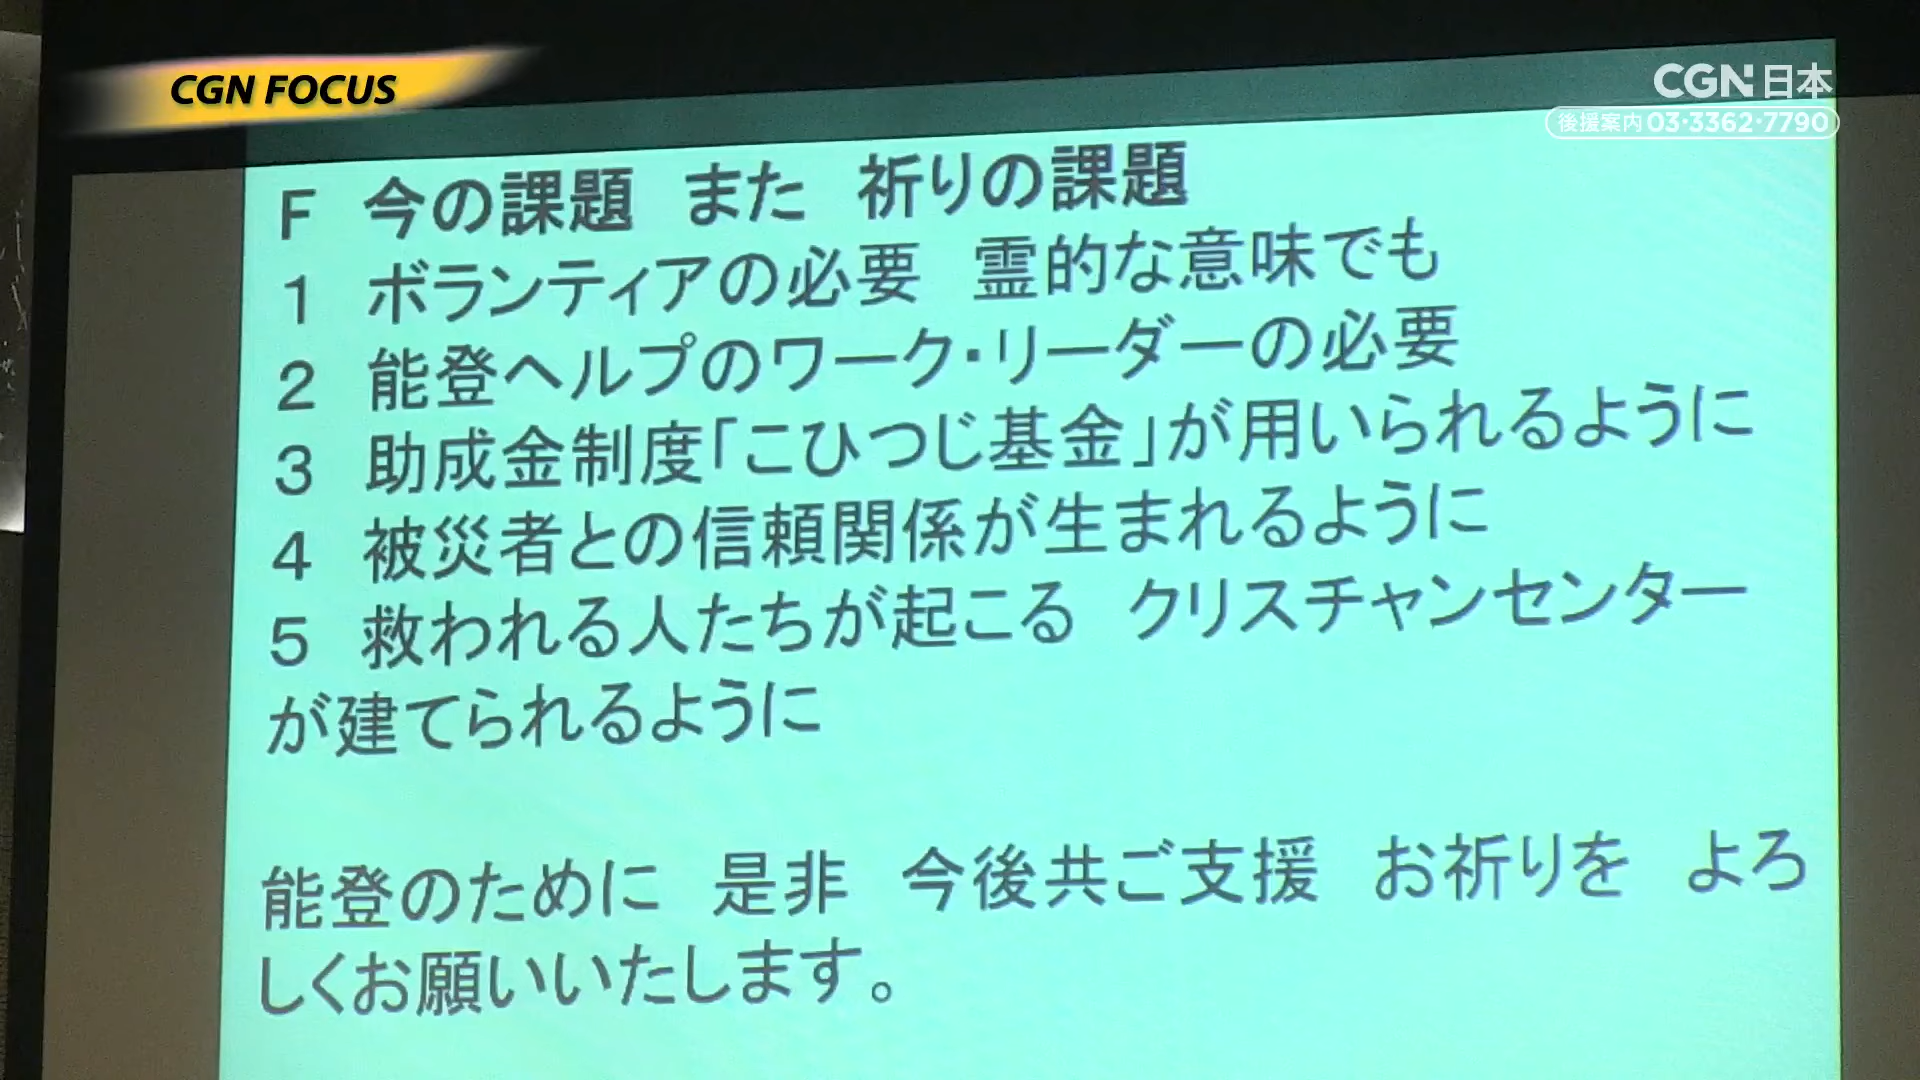 CGN FOCUS
CGN日本
後援案内 03·3362·7790
F 今の課題 また 祈りの課題
1 ボランティアの必要 霊的な意味でも
2 能登ヘルプのワーク・リーダーの必要
3 助成金制度「こひつじ基金」が用いられるように
4 被災者との信頼関係が生まれるように
5 救われる人たちが起こる クリスチャンセンター
が建てられるように
能登のために 是非 今後共ご支援 お祈りを よろ
しくお願いいたします。